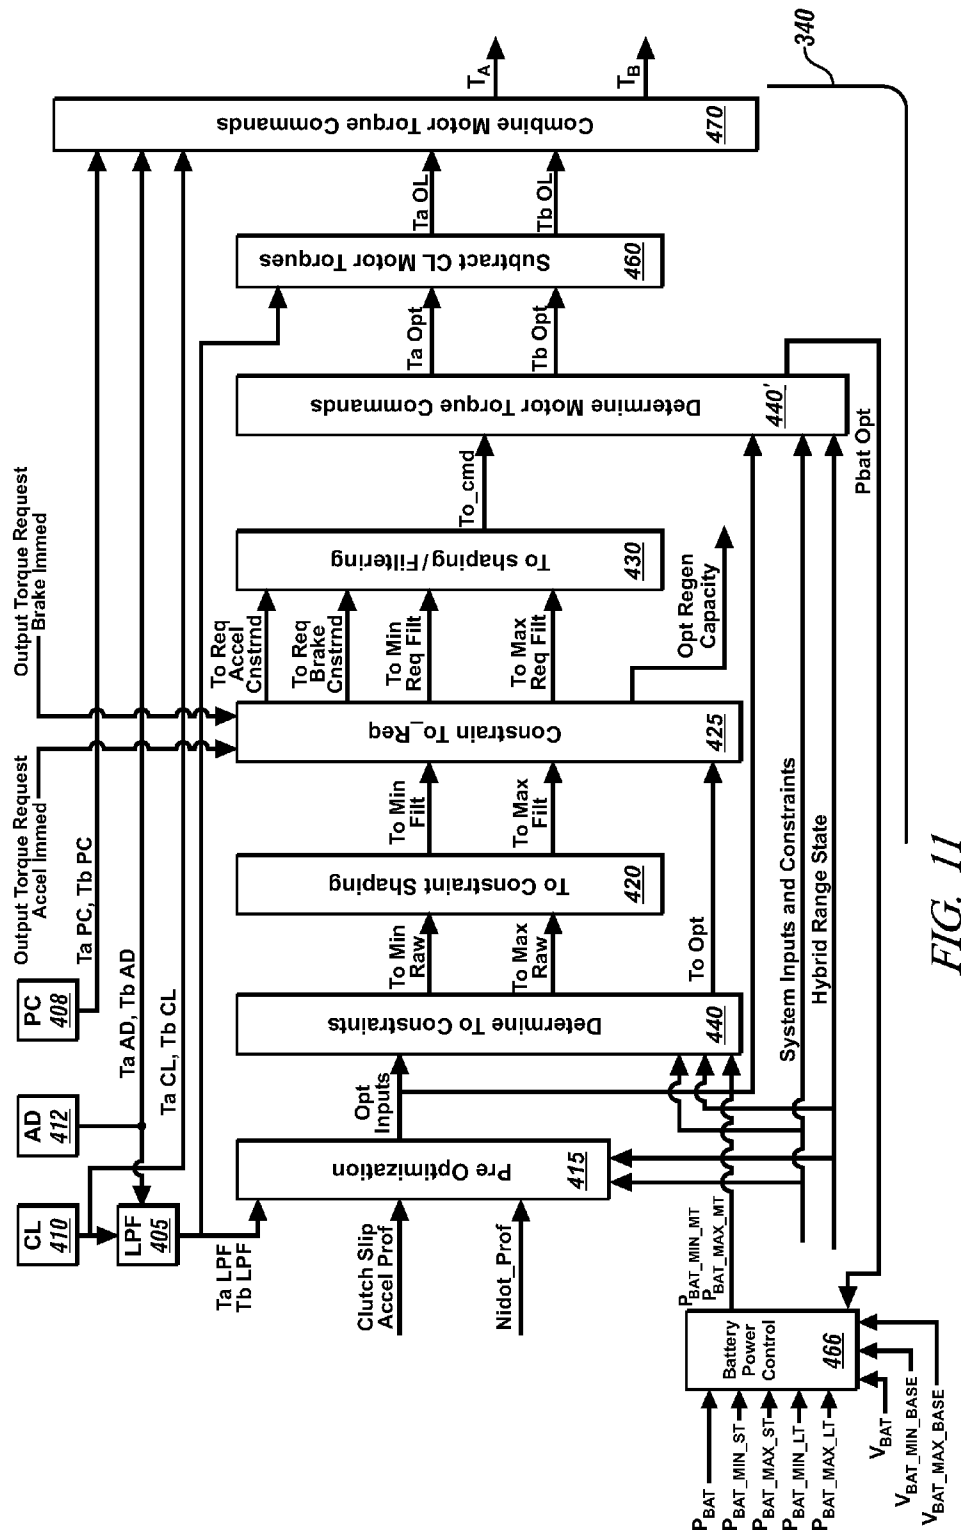 Output Torque Request
Accel Immed
Output Torque Request
Brake Immed
CL
410
AD
412
PC
408
LPF
405
Ta PC, Tb PC
Ta AD, Tb AD
Ta CL, Tb CL
Ta LPF
Tb LPF
Clutch Slip
Accel Prof
Nidot_Prof
Pre Optimization
415
Opt
Inputs
Determine To Constraints
440
To Min
Raw
To Max
Raw
To Opt
To Constraint Shaping
420
To Min
Filt
To Max
Filt
Constrain To_Req
425
To Req
Accel
Cnstrnd
To Req
Brake
Cnstrnd
To Min
Req Filt
To Max
Req Filt
Opt Regen
Capacity
To shaping/Filtering
430
To_cmd
Determine Motor Torque Commands
440'
Ta Opt
Tb Opt
Pbat Opt
Subtract CL Motor Torques
460
Ta OL
Tb OL
Combine Motor Torque Commands
470
TA
TB
340
System Inputs and Constraints
Hybrid Range State
PBAT_MIN_MT
PBAT_MAX_MT
Battery
Power
Control
466
PBAT
PBAT_MIN_ST
PBAT_MAX_ST
PBAT_MIN_LT
PBAT_MAX_LT
VBAT
VBAT_MIN_BASE
VBAT_MAX_BASE
FIG. 11